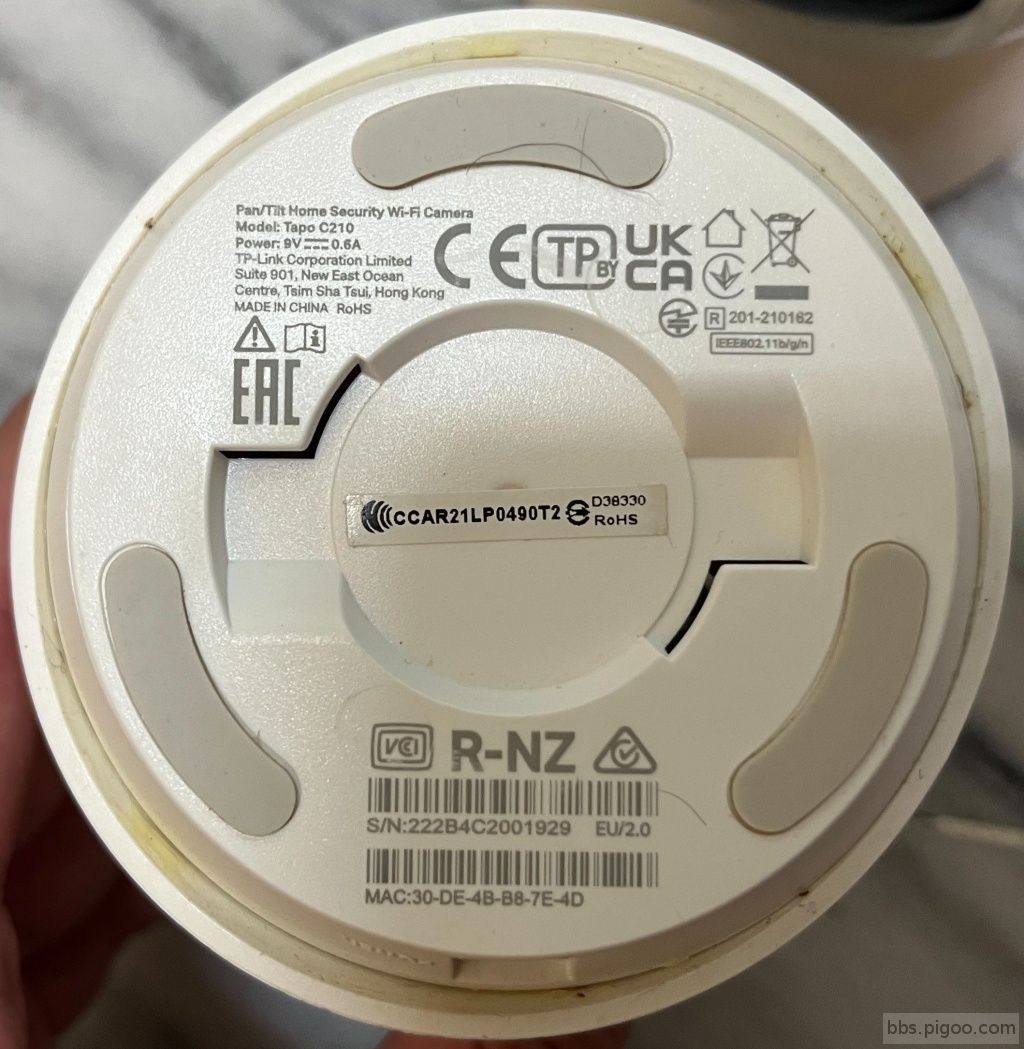 Pan/Tilt Home Security Wi-Fi Camera
Model: Tapo C210
Power: 9V 0.6A
TP-Link Corporation Limited
Suite 901, New East Ocean
Centre, Tsim Sha Tsui, Hong Kong
MADE IN CHINA RoHS
EAC
CE TP BY UK CA
R 201-210162
IEEE802.11b/g/n
CCAR21LP0490T2
D38330
RoHS
VCCI R-NZ
S/N:222B4C2001929 EU/2.0
MAC:30-DE-4B-B8-7E-4D
bbs.pigoo.com